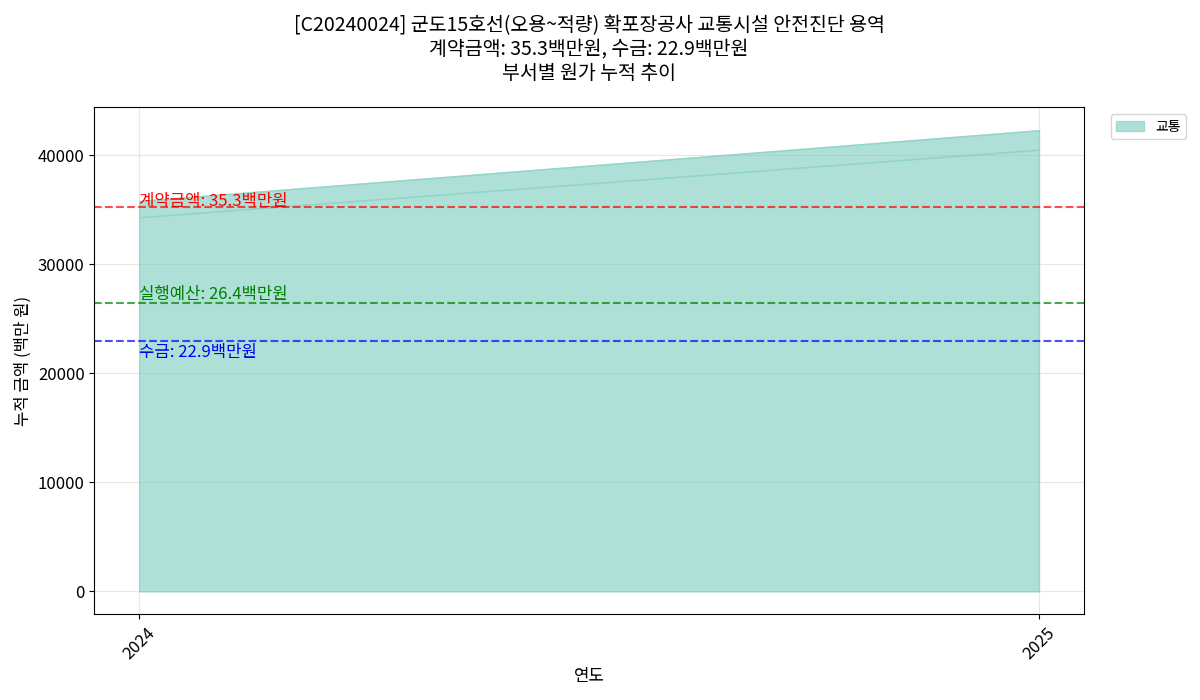 [C20240024] 군도15호선(오용~적량) 확포장공사 교통시설 안전진단 용역
계약금액: 35.3백만원, 수금: 22.9백만원
부서별 원가 누적 추이
교통
40000
계약금액: 35.3백만원
30000
실행예산: 26.4백만원
수금: 22.9백만원
20000
10000
0
누적 금액 (백만 원)
2024
2025
연도